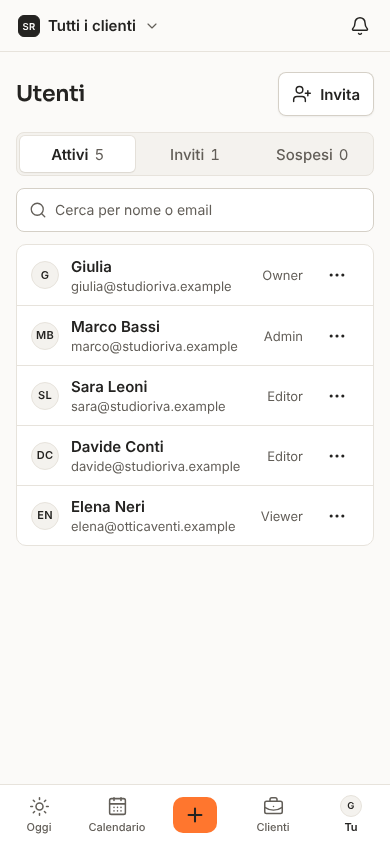 SR Tutti i clienti
Utenti
Invita
Attivi 5 Inviti 1 Sospesi 0
Cerca per nome o email
G Giulia Owner
giulia@studioriva.example
MB Marco Bassi Admin
marco@studioriva.example
SL Sara Leoni Editor
sara@studioriva.example
DC Davide Conti Editor
davide@studioriva.example
EN Elena Neri Viewer
elena@otticaventi.example
G
Oggi Calendario Clienti Tu